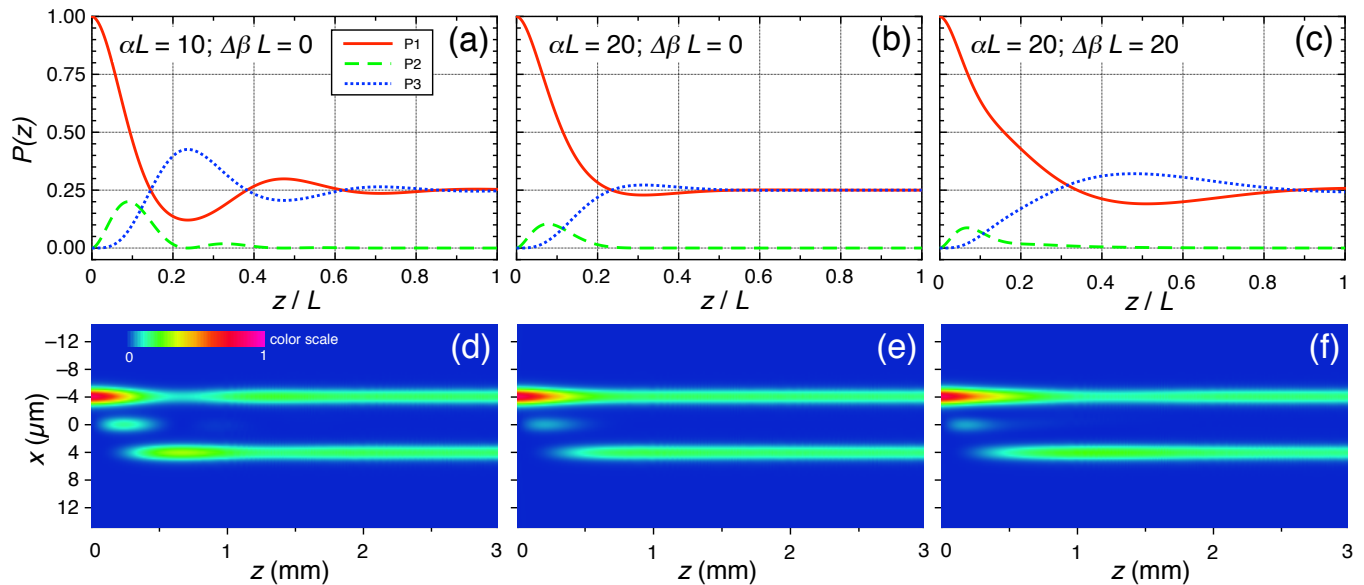 αL = 10; Δβ L = 0
(a)
P1
P2
P3
1.00
0.75
0.50
0.25
0.00
P(z)
0
0.2
0.4
0.6
0.8
1
z / L
αL = 20; Δβ L = 0
(b)
0
0.2
0.4
0.6
0.8
1
z / L
αL = 20; Δβ L = 20
(c)
0
0.2
0.4
0.6
0.8
1
z / L
color scale
0
1
(d)
−12
−8
−4
0
4
8
12
x (μm)
0
1
2
3
z (mm)
(e)
0
1
2
3
z (mm)
(f)
0
1
2
3
z (mm)